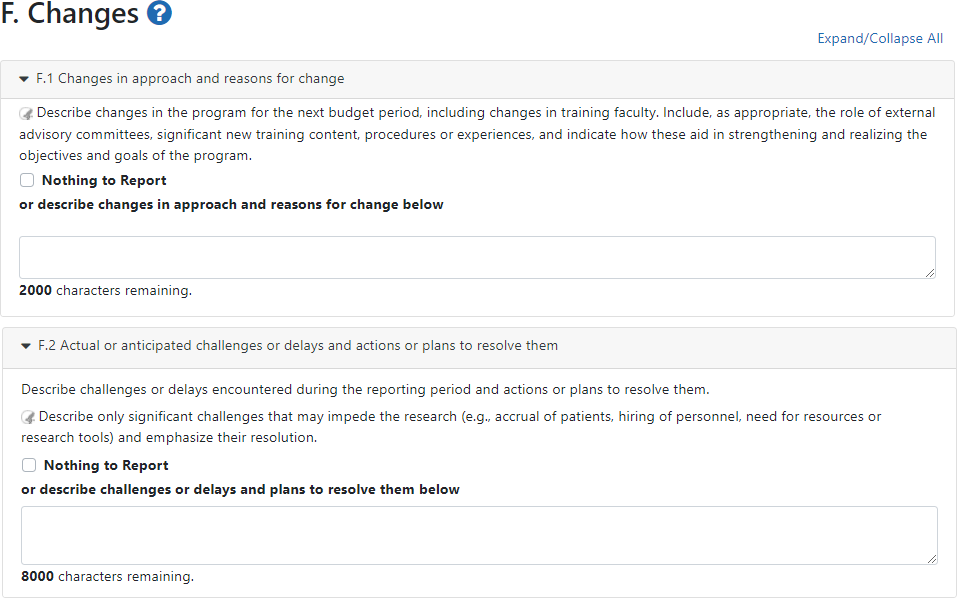 F. Changes ?
Expand/Collapse All
F.1 Changes in approach and reasons for change
Describe changes in the program for the next budget period, including changes in training faculty. Include, as appropriate, the role of external
advisory committees, significant new training content, procedures or experiences, and indicate how these aid in strengthening and realizing the
objectives and goals of the program.
Nothing to Report
or describe changes in approach and reasons for change below
2000 characters remaining.
F.2 Actual or anticipated challenges or delays and actions or plans to resolve them
Describe challenges or delays encountered during the reporting period and actions or plans to resolve them.
Describe only significant challenges that may impede the research (e.g., accrual of patients, hiring of personnel, need for resources or
research tools) and emphasize their resolution.
Nothing to Report
or describe challenges or delays and plans to resolve them below
8000 characters remaining.